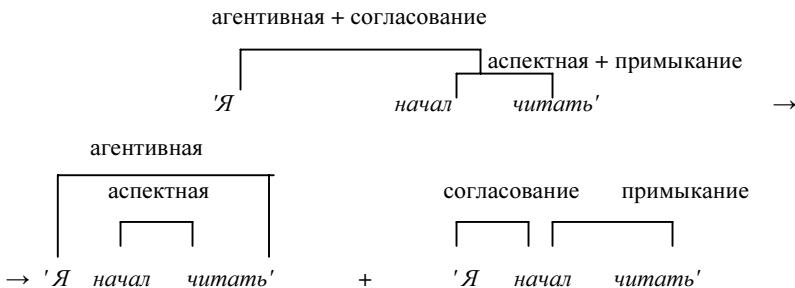 агентивная + согласование
аспектная + примыкание
'Я начал читать' →
агентивная
аспектная согласование примыкание
→ 'Я начал читать' + 'Я начал читать'